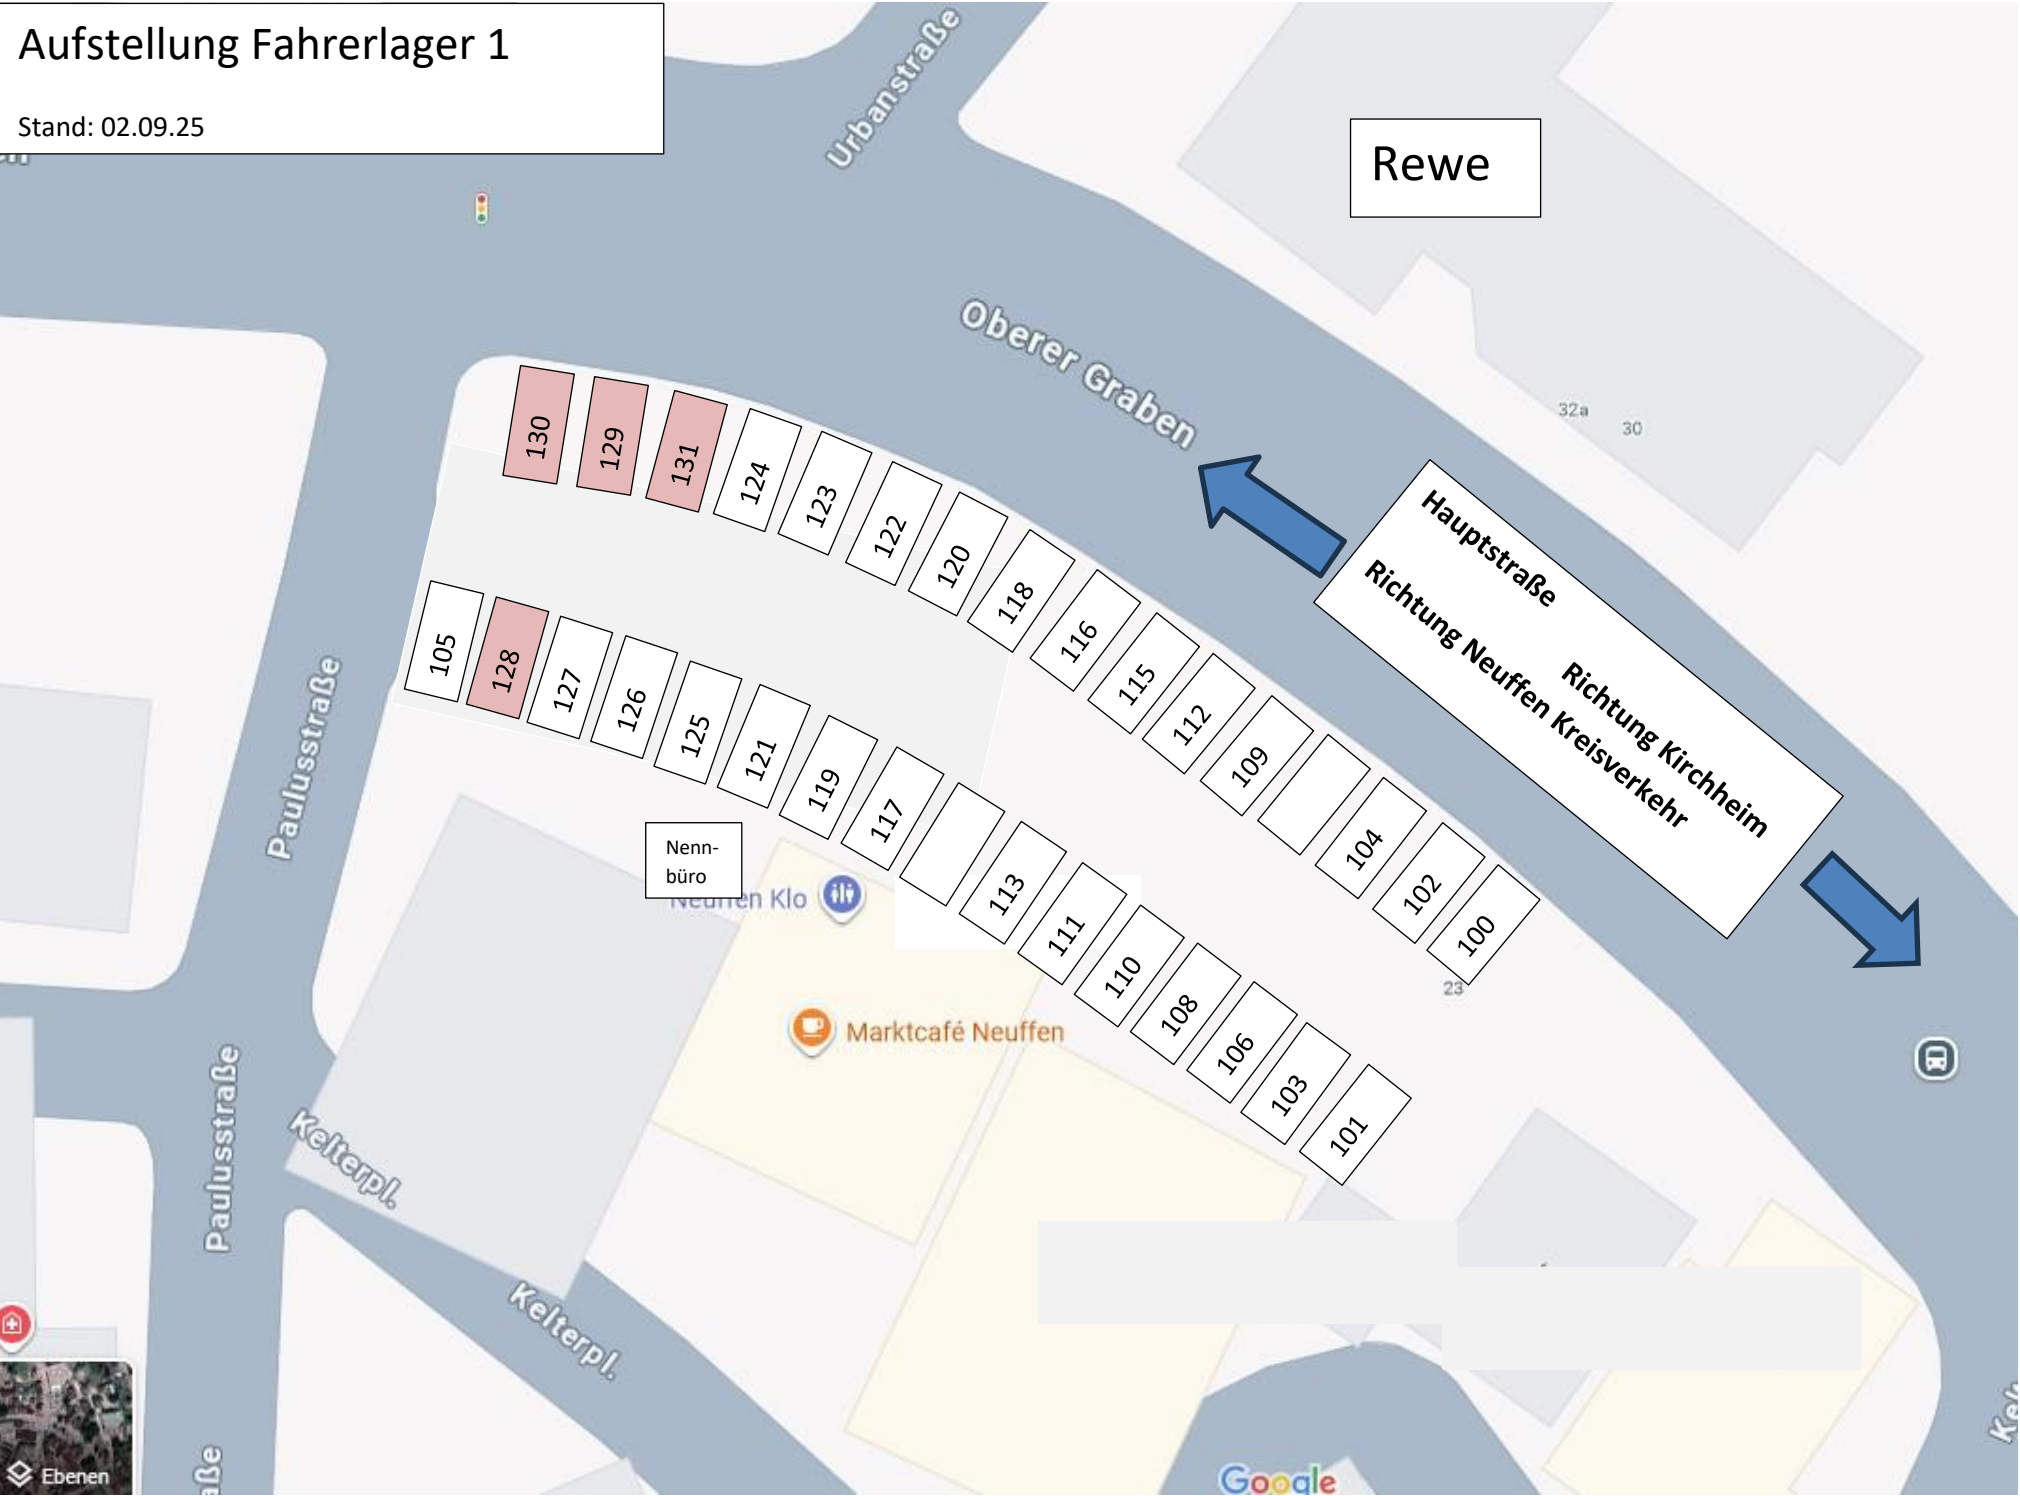 Aufstellung Fahrerlager 1
Stand: 02.09.25
Urbanstraße
Rewe
Oberer Graben
32a
30
Hauptstraße
Richtung Kirchheim
Richtung Neuffen Kreisverkehr
130
129
131
124
123
122
120
118
116
115
112
109
104
102
100
105
128
127
126
125
121
119
117
113
111
110
108
106
103
101
23
Paulusstraße
Nenn-
büro
Neuffen Klo
Marktcafé Neuffen
Paulusstraße
Kelterpl.
Kelterpl.
Ebenen
Google